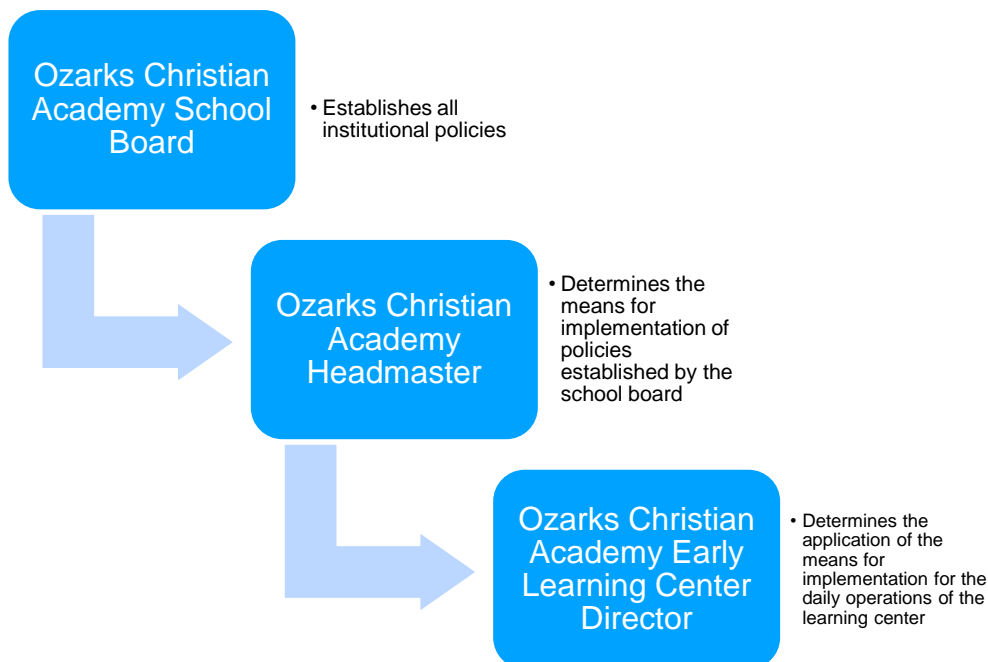 Ozarks Christian
Academy School
Board
• Establishes all
institutional policies
Ozarks Christian
Academy
Headmaster
• Determines the
means for
implementation of
policies
established by the
school board
Ozarks Christian
Academy Early
Learning Center
Director
• Determines the
application of the
means for
implementation for the
daily operations of the
learning center